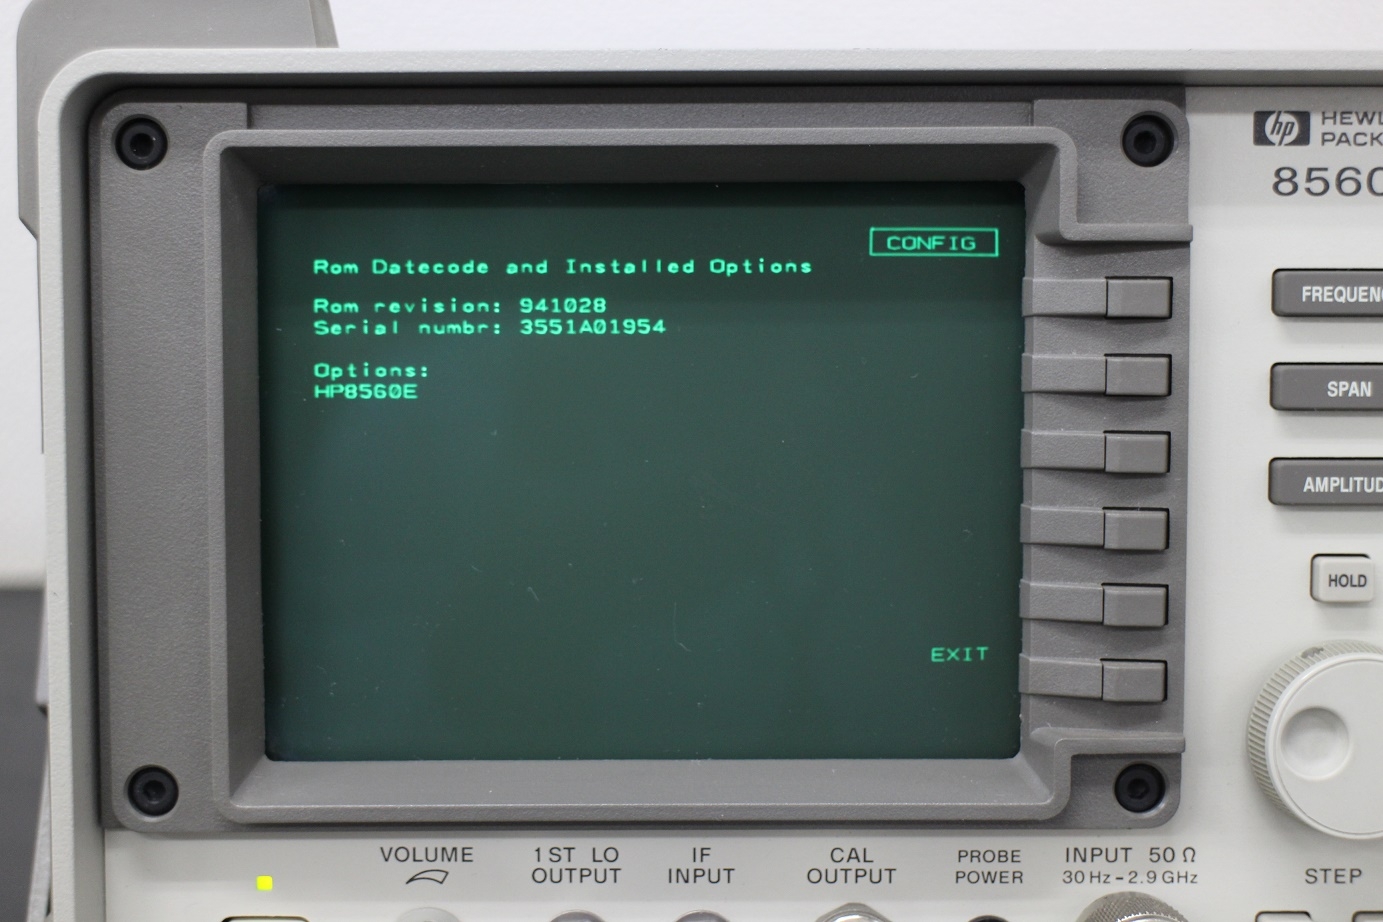 CONFIG
Rom Datecode and Installed Options
Rom revision: 941028
Serial numbr: 3551A01954
Options:
HP8560E
EXIT
hp HEWL
PACK
8560
FREQUENC
SPAN
AMPLITUD
HOLD
STEP
VOLUME
1ST LO
OUTPUT
IF
INPUT
CAL
OUTPUT
PROBE
POWER
INPUT 50 Ω
30 Hz - 2.9 GHz